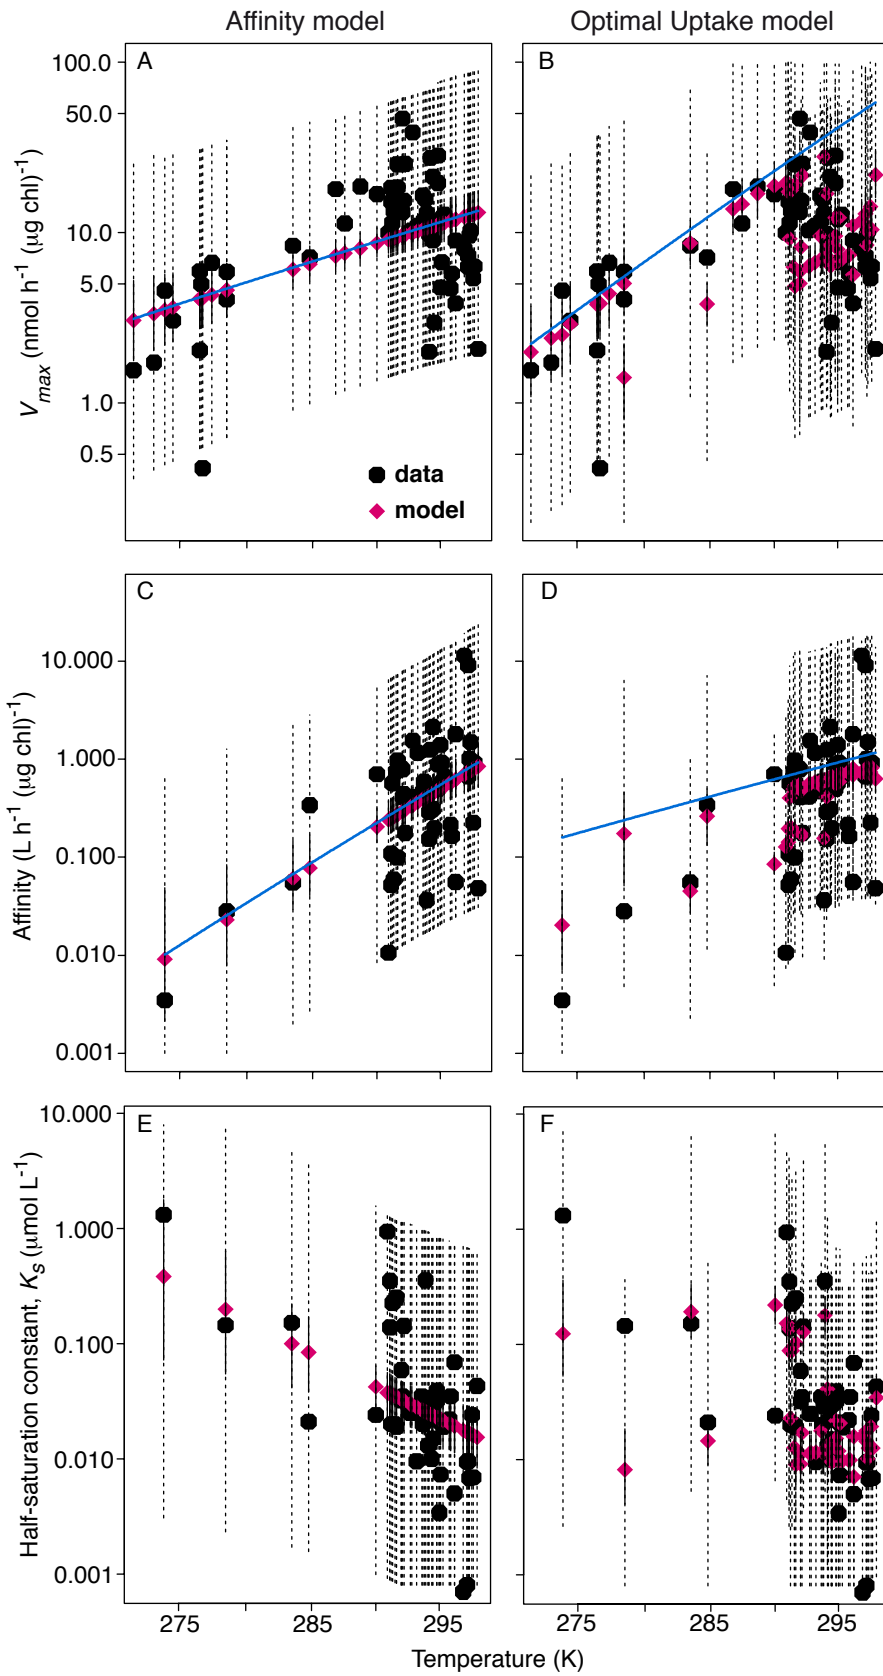 Affinity model
Optimal Uptake model
A
B
100.0
50.0
10.0
5.0
1.0
0.5
Vmax (nmol h−1 (µg chl)−1
data
model
C
D
10.000
1.000
0.100
0.010
0.001
Affinity (L h−1 (µg chl)−1
E
F
10.000
1.000
0.100
0.010
0.001
Half-saturation constant, KS (µmol L−1)
275
285
295
275
285
295
Temperature (K)